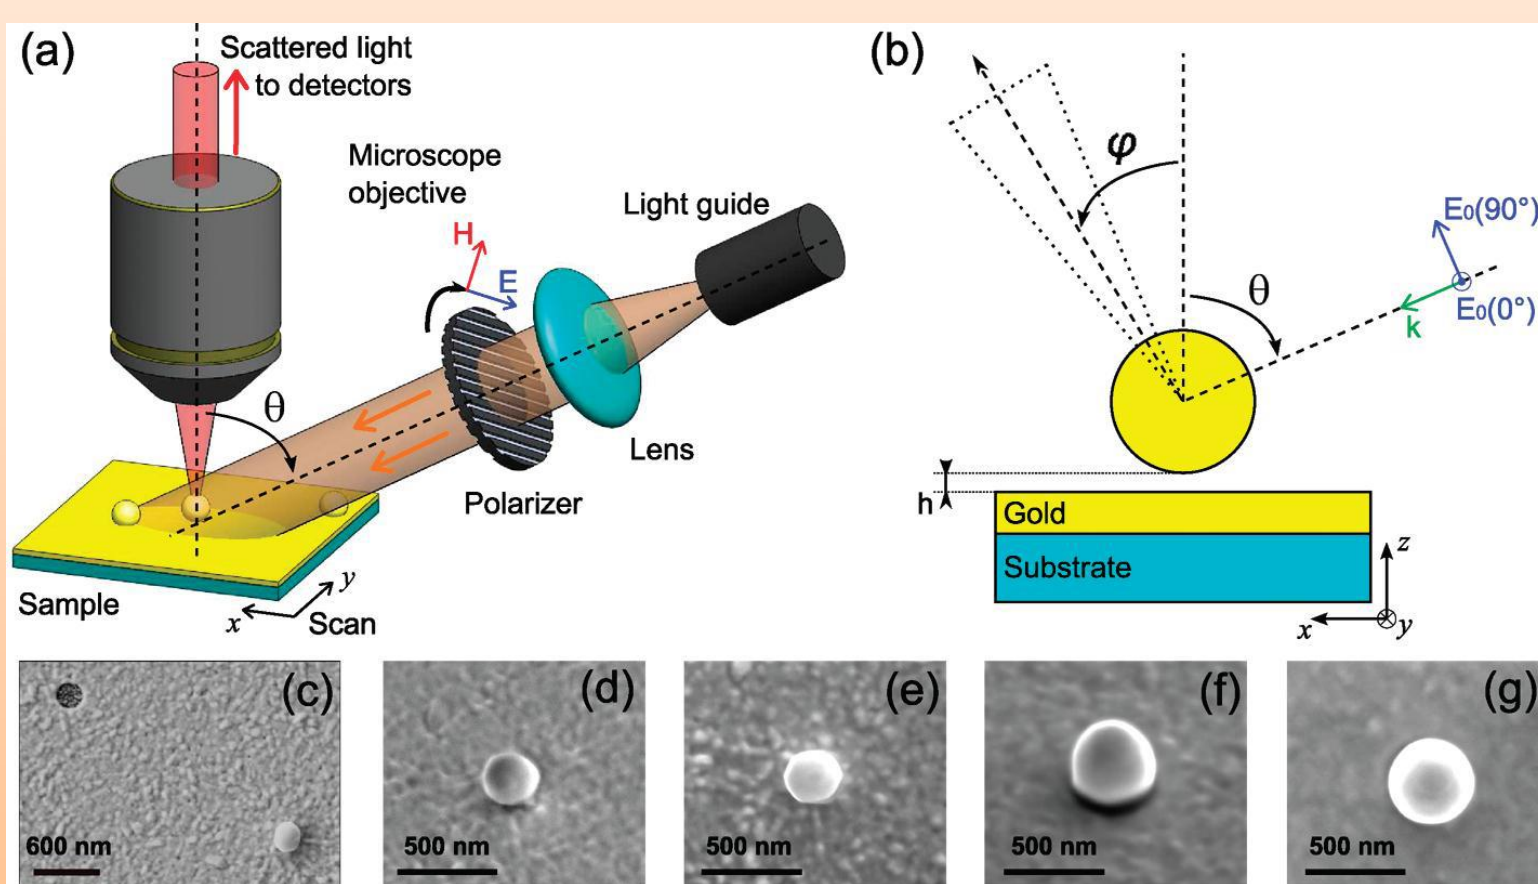 (a)
Scattered light
to detectors
Microscope
objective
H
E
Light guide
θ
Lens
Polarizer
Sample
x
y
Scan
(b)
φ
θ
E0(90°)
E0(0°)
k
h
Gold
Substrate
z
x
y
(c)
600 nm
(d)
500 nm
(e)
500 nm
(f)
500 nm
(g)
500 nm